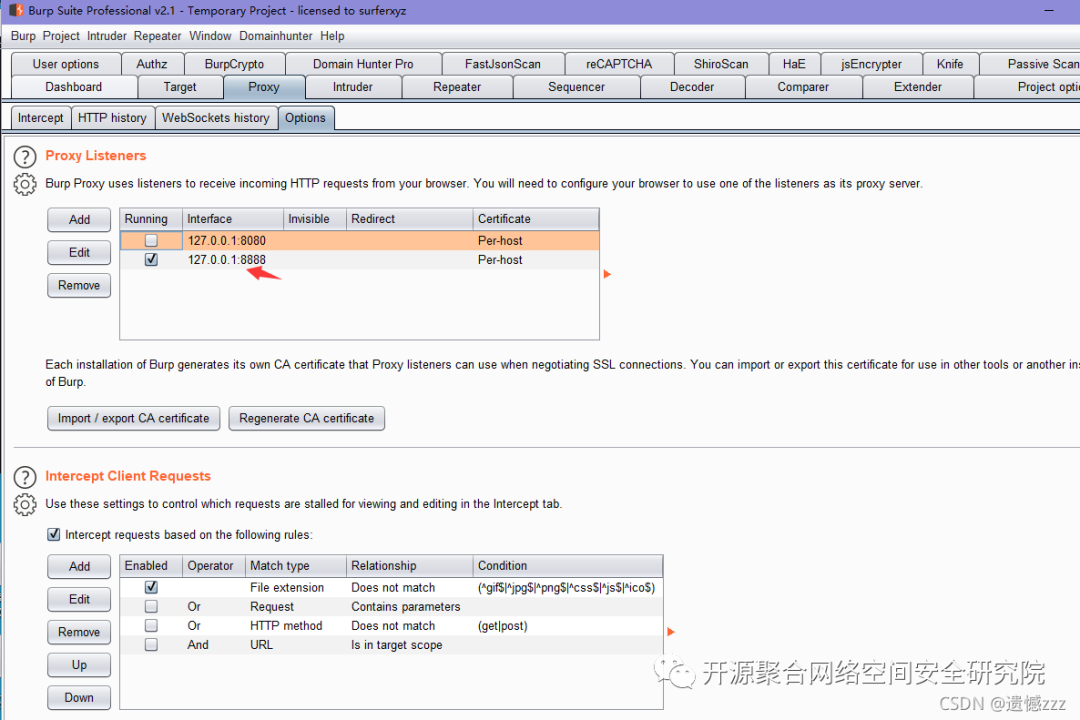 Burp Suite Professional v2.1 - Temporary Project - licensed to surferxyz
Burp Project Intruder Repeater Window Domainhunter Help
User options Authz BurpCrypto Domain Hunter Pro FastJsonScan reCAPTCHA ShiroScan HaE jsEncrypter Knife Passive Scan
Dashboard Target Proxy Intruder Repeater Sequencer Decoder Comparer Extender Project opti
Intercept HTTP history WebSockets history Options
? Proxy Listeners
Burp Proxy uses listeners to receive incoming HTTP requests from your browser. You will need to configure your browser to use one of the listeners as its proxy server.
Add Running Interface Invisible Redirect Certificate
127.0.0.1:8080 Per-host
Edit 127.0.0.1:8888 Per-host
Remove
Each installation of Burp generates its own CA certificate that Proxy listeners can use when negotiating SSL connections. You can import or export this certificate for use in other tools or another ins
of Burp.
Import / export CA certificate Regenerate CA certificate
? Intercept Client Requests
Use these settings to control which requests are stalled for viewing and editing in the Intercept tab.
Intercept requests based on the following rules:
Add Enabled Operator Match type Relationship Condition
File extension Does not match (^gif$|^jpg$|^png$|^css$|^js$|^ico$)
Edit Or Request Contains parameters
Remove Or HTTP method Does not match (get|post)
And URL Is in target scope
Up
Down
开源聚合网络空间安全研究院
CSDN @遗憾zzz